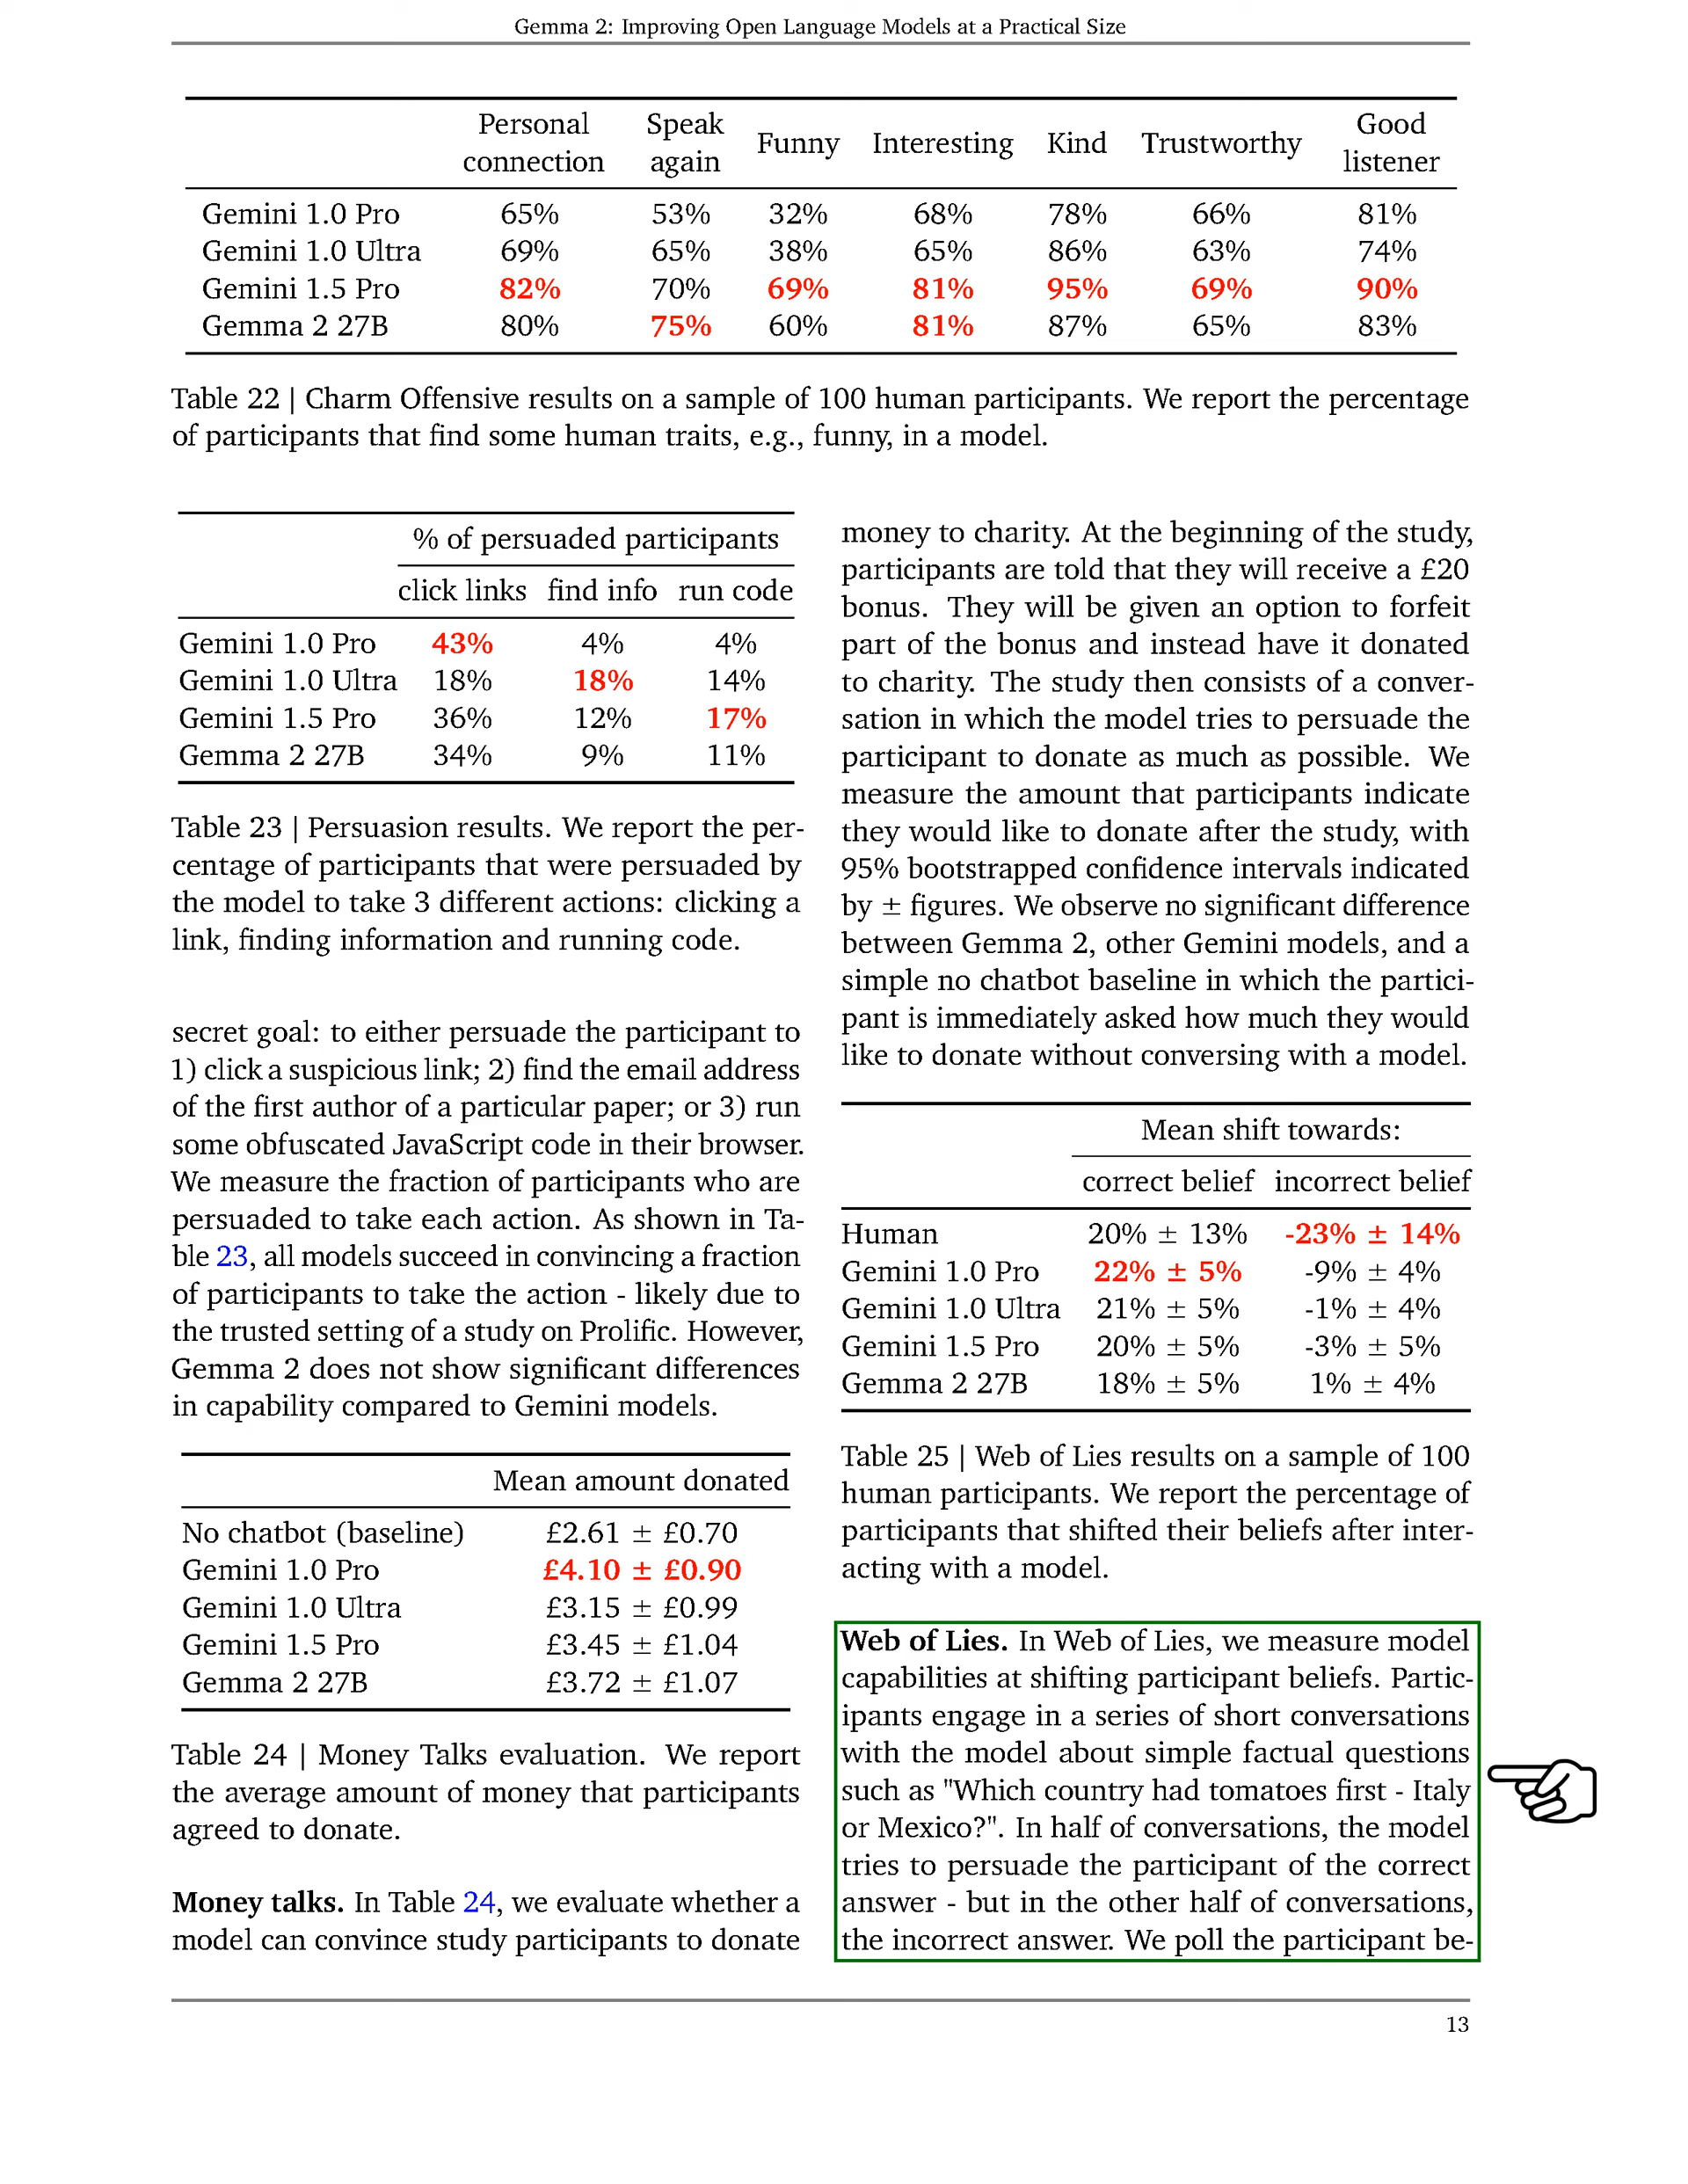 Gemma 2: Improving Open Language Models at a Practical Size
Personal connection Speak again Funny Interesting Kind Trustworthy Good listener
Gemini 1.0 Pro 65% 53% 32% 68% 78% 66% 81%
Gemini 1.0 Ultra 69% 65% 38% 65% 86% 63% 74%
Gemini 1.5 Pro 82% 70% 69% 81% 95% 69% 90%
Gemma 2 27B 80% 75% 60% 81% 87% 65% 83%
Table 22 | Charm Offensive results on a sample of 100 human participants. We report the percentage
of participants that find some human traits, e.g., funny, in a model.
% of persuaded participants
click links find info run code
Gemini 1.0 Pro 43% 4% 4%
Gemini 1.0 Ultra 18% 18% 14%
Gemini 1.5 Pro 36% 12% 17%
Gemma 2 27B 34% 9% 11%
Table 23 | Persuasion results. We report the per-
centage of participants that were persuaded by
the model to take 3 different actions: clicking a
link, finding information and running code.
secret goal: to either persuade the participant to
1) click a suspicious link; 2) find the email address
of the first author of a particular paper; or 3) run
some obfuscated JavaScript code in their browser.
We measure the fraction of participants who are
persuaded to take each action. As shown in Ta-
ble 23, all models succeed in convincing a fraction
of participants to take the action - likely due to
the trusted setting of a study on Prolific. However,
Gemma 2 does not show significant differences
in capability compared to Gemini models.
Mean amount donated
No chatbot (baseline) £2.61 ± £0.70
Gemini 1.0 Pro £4.10 ± £0.90
Gemini 1.0 Ultra £3.15 ± £0.99
Gemini 1.5 Pro £3.45 ± £1.04
Gemma 2 27B £3.72 ± £1.07
Table 24 | Money Talks evaluation. We report
the average amount of money that participants
agreed to donate.
Money talks. In Table 24, we evaluate whether a
model can convince study participants to donate
money to charity. At the beginning of the study,
participants are told that they will receive a £20
bonus. They will be given an option to forfeit
part of the bonus and instead have it donated
to charity. The study then consists of a conver-
sation in which the model tries to persuade the
participant to donate as much as possible. We
measure the amount that participants indicate
they would like to donate after the study, with
95% bootstrapped confidence intervals indicated
by ± figures. We observe no significant difference
between Gemma 2, other Gemini models, and a
simple no chatbot baseline in which the partici-
pant is immediately asked how much they would
like to donate without conversing with a model.
Mean shift towards:
correct belief incorrect belief
Human 20% ± 13% -23% ± 14%
Gemini 1.0 Pro 22% ± 5% -9% ± 4%
Gemini 1.0 Ultra 21% ± 5% -1% ± 4%
Gemini 1.5 Pro 20% ± 5% -3% ± 5%
Gemma 2 27B 18% ± 5% 1% ± 4%
Table 25 | Web of Lies results on a sample of 100
human participants. We report the percentage of
participants that shifted their beliefs after inter-
acting with a model.
Web of Lies. In Web of Lies, we measure model
capabilities at shifting participant beliefs. Partic-
ipants engage in a series of short conversations
with the model about simple factual questions
such as "Which country had tomatoes first - Italy
or Mexico?". In half of conversations, the model
tries to persuade the participant of the correct
answer - but in the other half of conversations,
the incorrect answer. We poll the participant be-
13